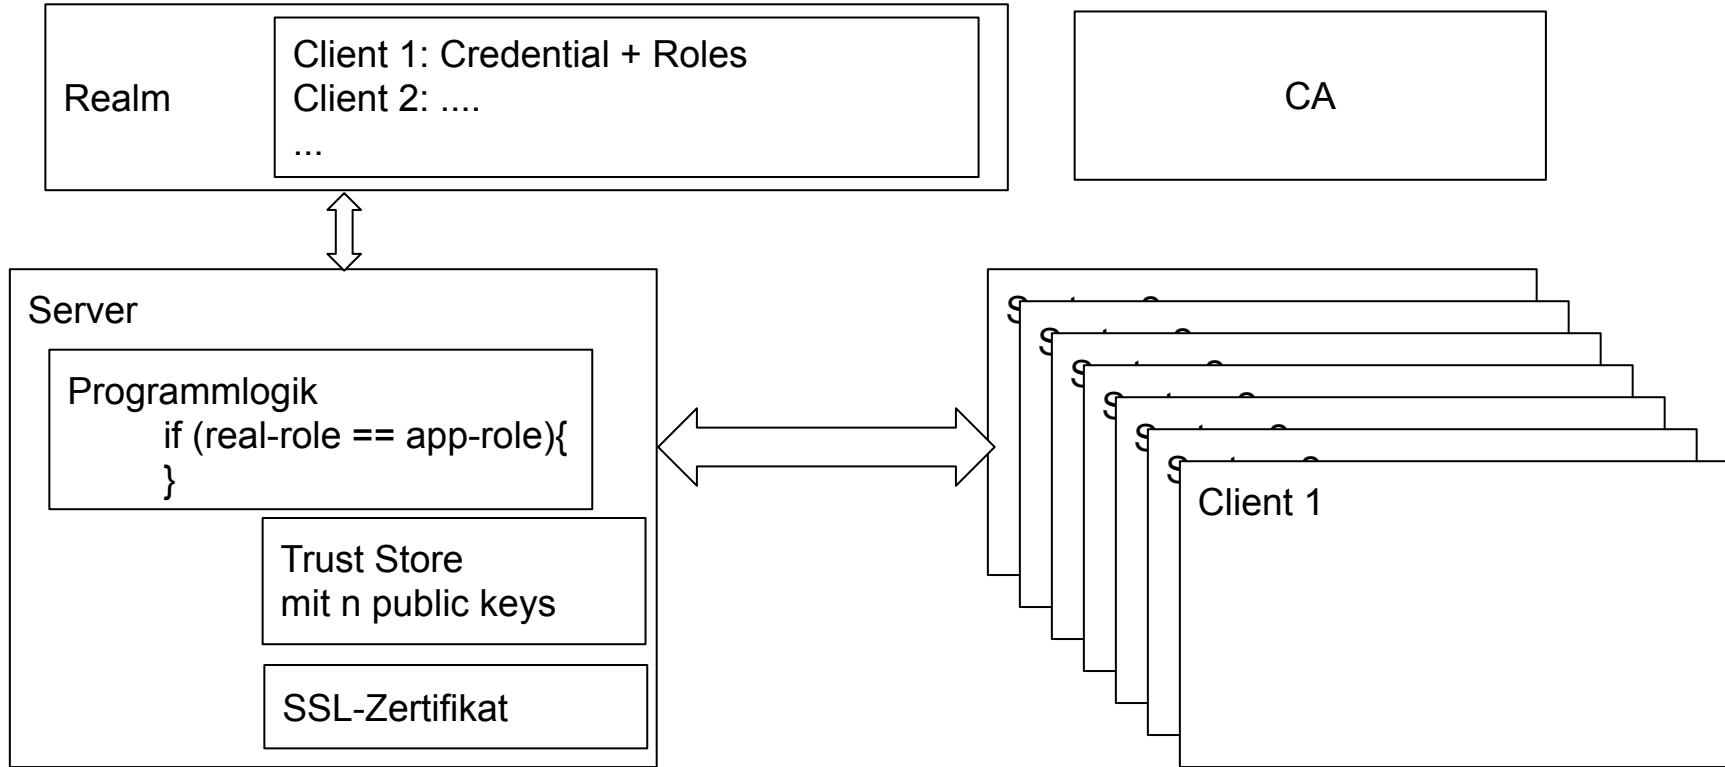 Realm
Client 1: Credential + Roles
Client 2: ....
...
CA
Server
Programmlogik
if (real-role == app-role){
}
Trust Store
mit n public keys
SSL-Zertifikat
Client 1